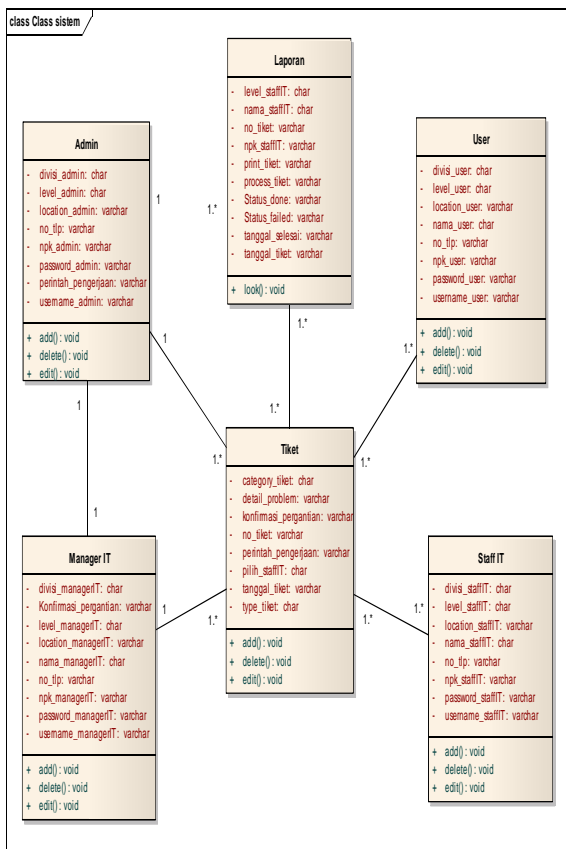 class Class sistem
Laporan
- level_staffIT: char
- nama_staffIT: char
- no_tiket: varchar
- npk_staffIT: varchar
- print_tiket: varchar
- process_tiket: varchar
- Status_done: varchar
- Status_failed: varchar
- tanggal_selesai: varchar
- tanggal_tiket: varchar
+ look() : void
Admin
- divisi_admin: char
- level_admin: char
- location_admin: varchar
- no_tlp: varchar
- npk_admin: varchar
- password_admin: varchar
- perintah_pengerjaan: varchar
- username_admin: varchar
+ add() : void
+ delete() : void
+ edit() : void
User
- divisi_user: char
- level_user: char
- location_user: varchar
- nama_user: char
- no_tlp: varchar
- npk_user: varchar
- password_user: varchar
- username_user: varchar
+ add() : void
+ delete() : void
+ edit() : void
1
1..*
1
1..*
1..*
1..*
1..*
1..*
1
1
Tiket
- category_tiket: char
- detail_problem: varchar
- konfirmasi_pergantian: varchar
- no_tiket: varchar
- perintah_pengerjaan: varchar
- pilih_staffIT: char
- tanggal_tiket: varchar
- type_tiket: char
+ add() : void
+ delete() : void
+ edit() : void
Manager IT
- divisi_managerIT: char
- Konfirmasi_pergantian: varchar
- level_managerIT: char
- location_managerIT: varchar
- nama_managerIT: char
- no_tlp: varchar
- npk_managerIT: varchar
- password_managerIT: varchar
- username_managerIT: varchar
+ add() : void
+ delete() : void
+ edit() : void
1
1..*
1..*
1..*
Staff IT
- divisi_staffIT: char
- level_staffIT: char
- location_staffIT: varchar
- nama_staffIT: char
- no_tlp: varchar
- npk_staffIT: varchar
- password_staffIT: varchar
- username_staffIT: varchar
+ add() : void
+ delete() : void
+ edit() : void